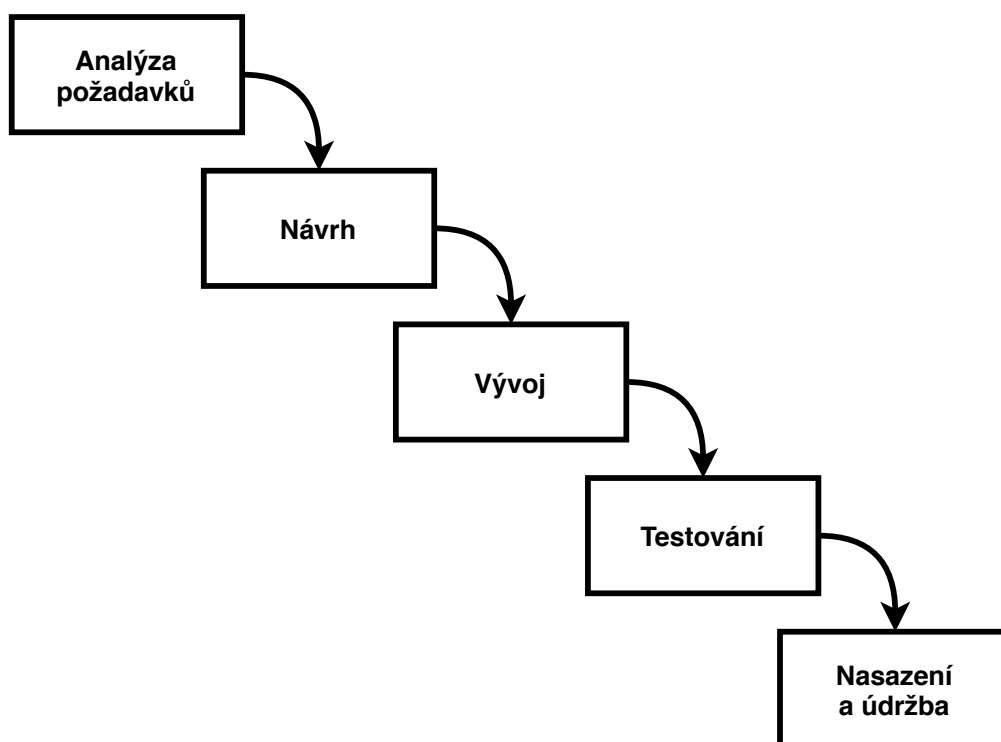 Analýza
požadavků
Návrh
Vývoj
Testování
Nasazení
a údržba